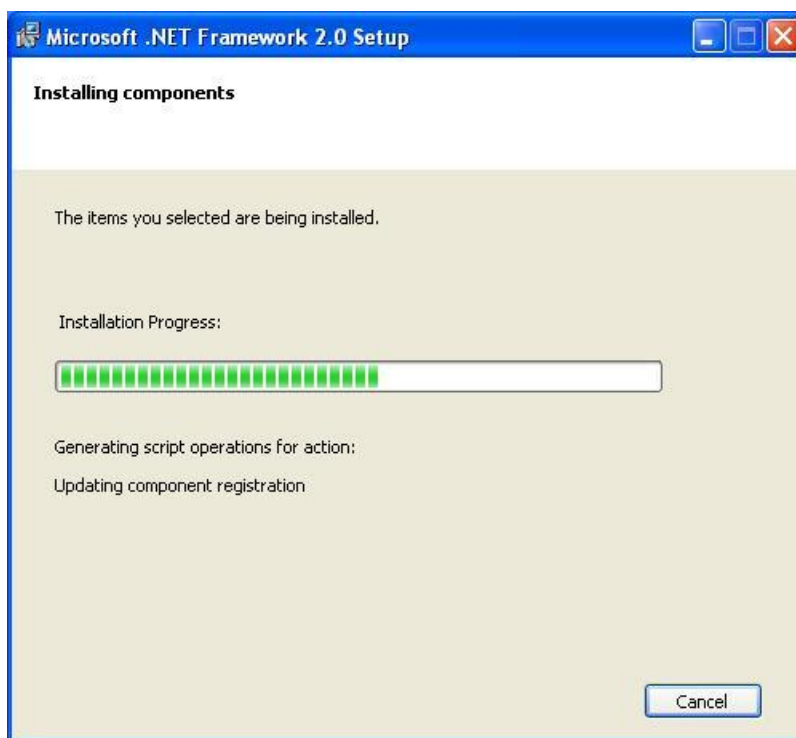 Microsoft .NET Framework 2.0 Setup
Installing components
The items you selected are being installed.
Installation Progress:
Generating script operations for action:
Updating component registration
Cancel